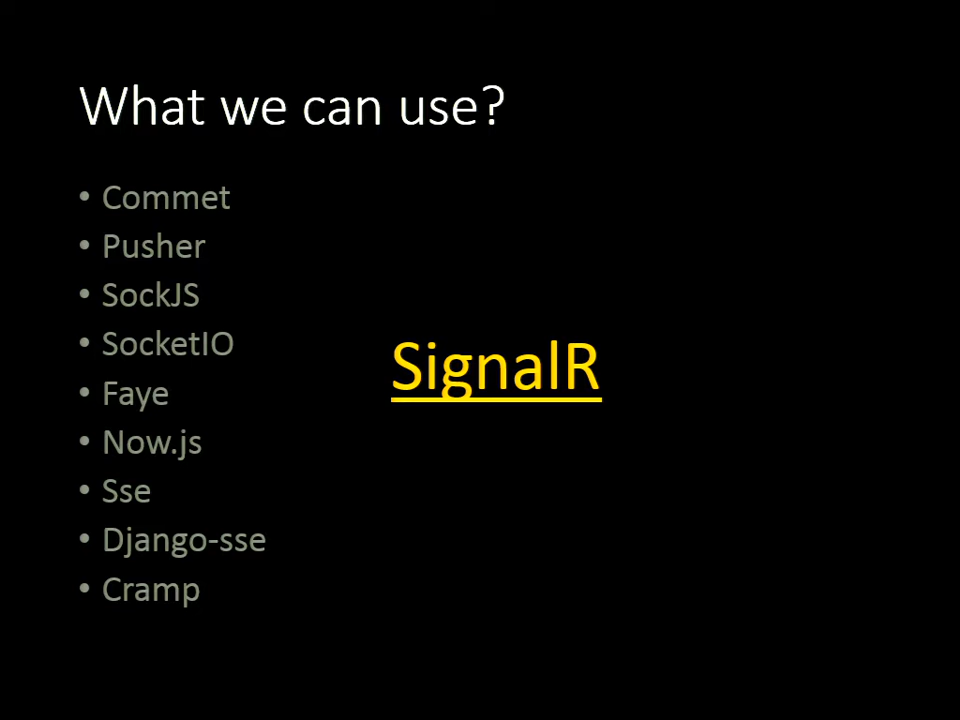 What we can use?
• Commet
• Pusher
• SockJS
• SocketIO
• Faye
• Now.js
• Sse
• Django-sse
• Cramp
SignalR